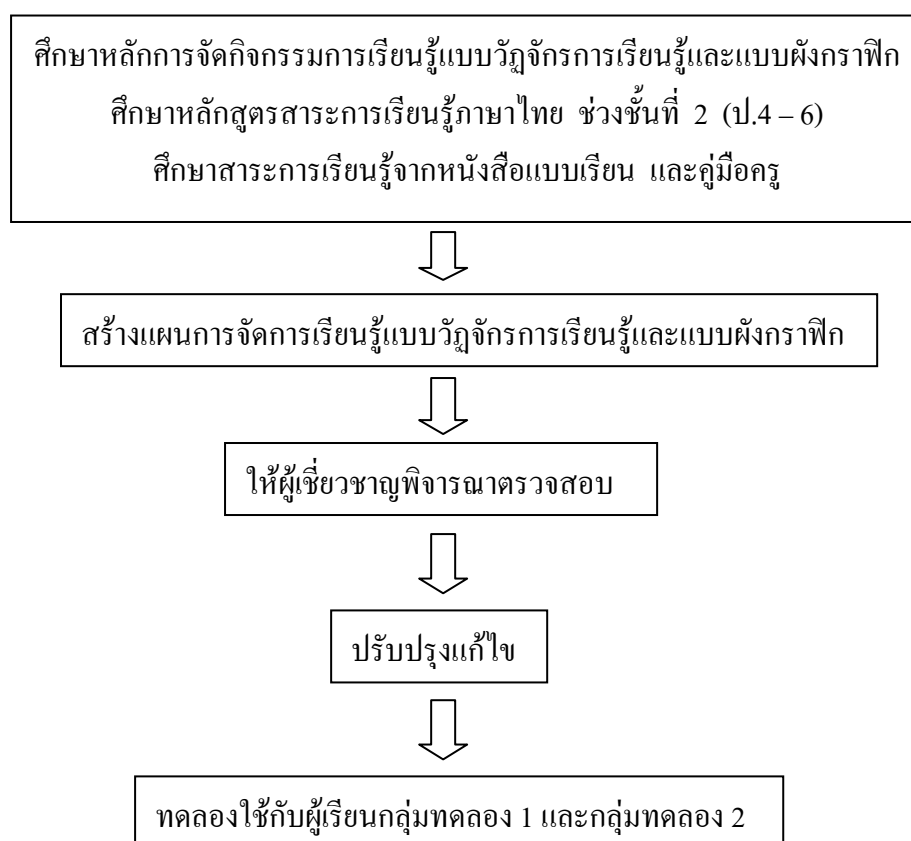 ศึกษาหลักการจัดกิจกรรมการเรียนรู้แบบวัฏจักรการเรียนรู้และแบบผังกราฟิก
ศึกษาหลักสูตรสาระการเรียนรู้ภาษาไทย ช่วงชั้นที่ 2 (ป.4 – 6)
ศึกษาสาระการเรียนรู้จากหนังสือแบบเรียน และคู่มือครู
สร้างแผนการจัดการเรียนรู้แบบวัฏจักรการเรียนรู้และแบบผังกราฟิก
ให้ผู้เชี่ยวชาญพิจารณาตรวจสอบ
ปรับปรุงแก้ไข
ทดลองใช้กับผู้เรียนกลุ่มทดลอง 1 และกลุ่มทดลอง 2